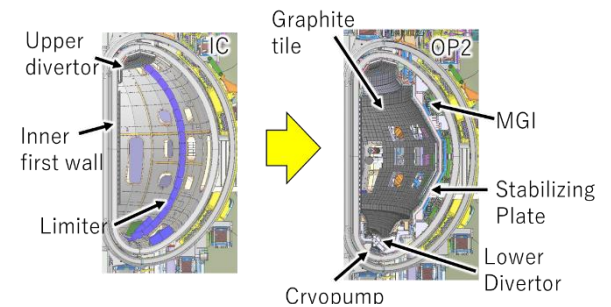 Upper
divertor
IC
Inner
first wall
Limiter
Graphite
tile
OP2
MGI
Stabilizing
Plate
Lower
Divertor
Cryopump